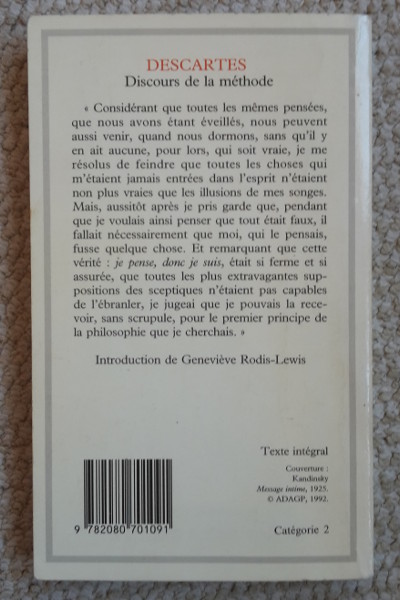 DESCARTES
Discours de la méthode
« Considérant que toutes les mêmes pensées,
que nous avons étant éveillés, nous peuvent
aussi venir, quand nous dormons, sans qu'il y
en ait aucune, pour lors, qui soit vraie, je me
résolus de feindre que toutes les choses qui
m'étaient jamais entrées dans l'esprit n'étaient
non plus vraies que les illusions de mes songes.
Mais, aussitôt après je pris garde que, pendant
que je voulais ainsi penser que tout était faux, il
fallait nécessairement que moi, qui le pensais,
fusse quelque chose. Et remarquant que cette
vérité : je pense, donc je suis, était si ferme et si
assurée, que toutes les plus extravagantes sup-
positions des sceptiques n'étaient pas capables
de l'ébranler, je jugeai que je pouvais la rece-
voir, sans scrupule, pour le premier principe de
la philosophie que je cherchais. »
Introduction de Geneviève Rodis-Lewis
Texte intégral
Couverture :
Kandinsky
Message intime, 1925.
© ADAGP, 1992.
9 782080 701091
Catégorie 2